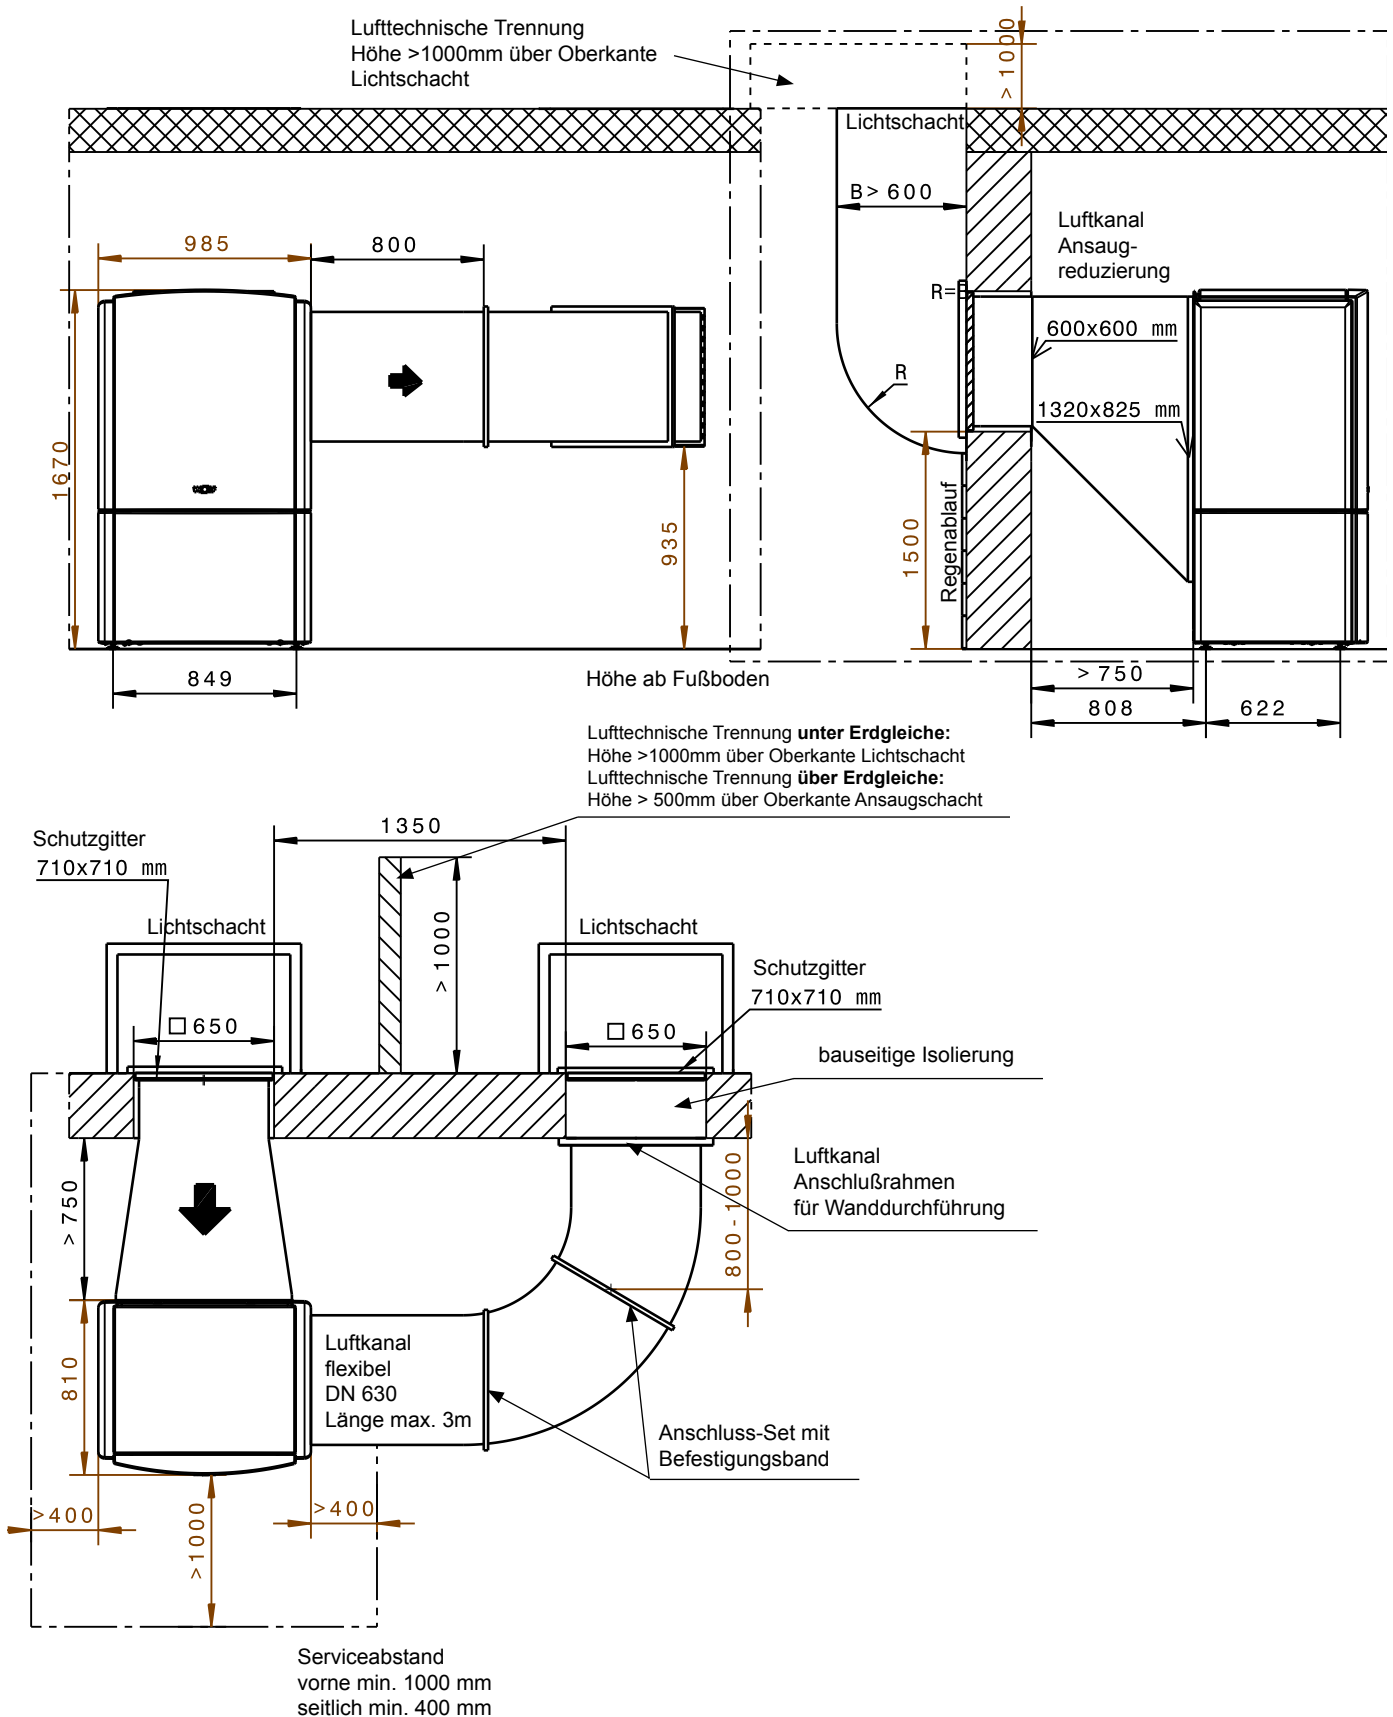 Lufttechnische Trennung
Höhe >1000mm über Oberkante
Lichtschacht
> 1000
Lichtschacht
B> 600
985
800
Luftkanal
Ansaug-
reduzierung
R=B
600x600 mm
R
1320x825 mm
1670
935
1500
Regenablauf
849
Höhe ab Fußboden
> 750
808
622
Lufttechnische Trennung unter Erdgleiche:
Höhe >1000mm über Oberkante Lichtschacht
Lufttechnische Trennung über Erdgleiche:
Höhe > 500mm über Oberkante Ansaugschacht
1350
Schutzgitter
710x710 mm
Lichtschacht
> 1000
Lichtschacht
Schutzgitter
710x710 mm
□ 650
□ 650
bauseitige Isolierung
> 750
Luftkanal
Anschlußrahmen
für Wanddurchführung
800-1000
810
Luftkanal
flexibel
DN 630
Länge max. 3m
Anschluss-Set mit
Befestigungsband
>400
>1000
>400
Serviceabstand
vorne min. 1000 mm
seitlich min. 400 mm